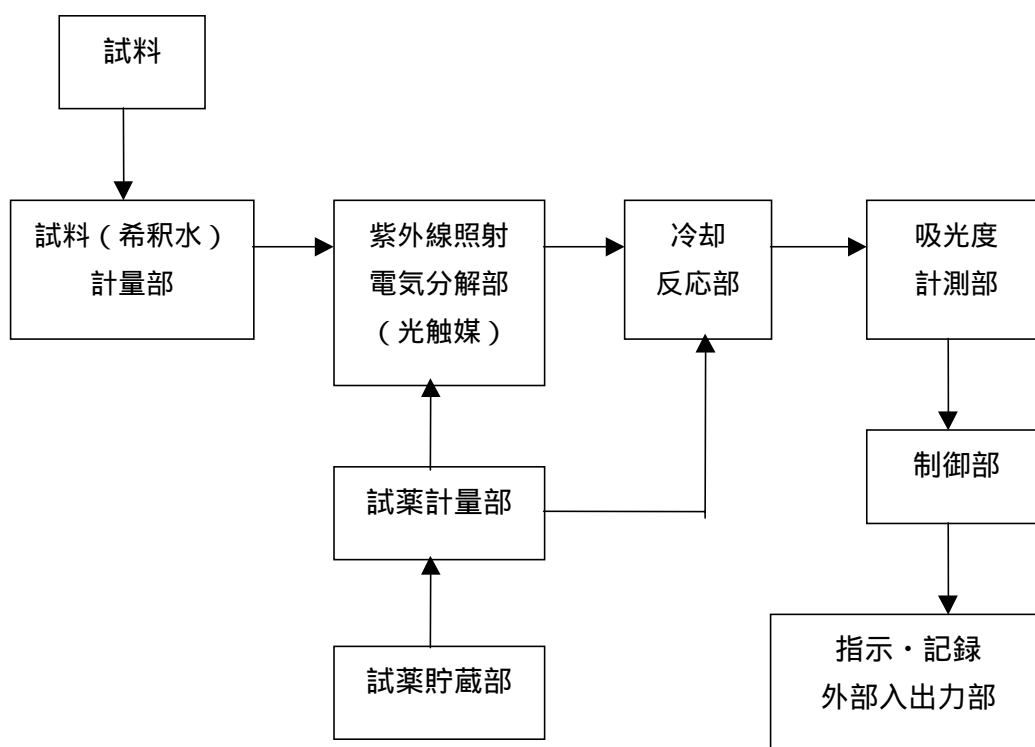 試料
試料（希釈水）
計量部
紫外線照射
電気分解部
（光触媒）
冷却
反応部
吸光度
計測部
試薬計量部
制御部
試薬貯蔵部
指示・記録
外部入出力部